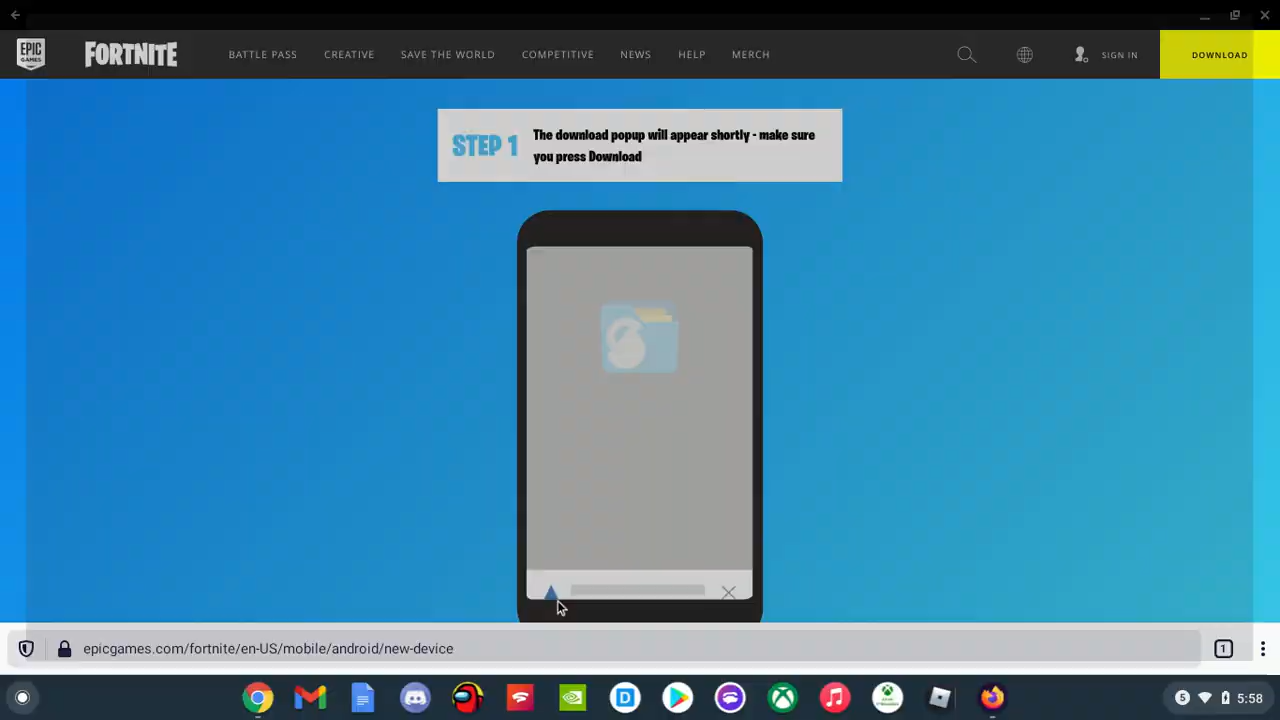 EPIC GAMES
FORTNITE
BATTLE PASS
CREATIVE
SAVE THE WORLD
COMPETITIVE
NEWS
HELP
MERCH
SIGN IN
DOWNLOAD
STEP 1
The download popup will appear shortly - make sure
you press Download
epicgames.com/fortnite/en-US/mobile/android/new-device
1
D
5
5:58